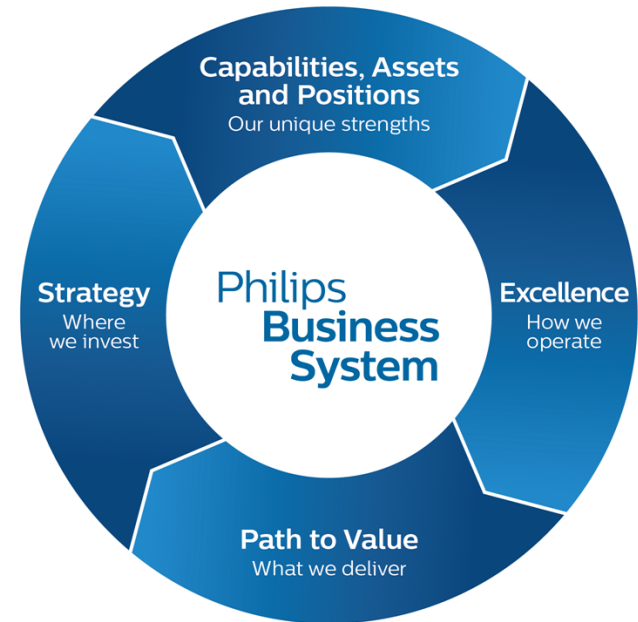 Capabilities, Assets
and Positions
Our unique strengths
Strategy
Where
we invest
Philips
Business
System
Excellence
How we
operate
Path to Value
What we deliver